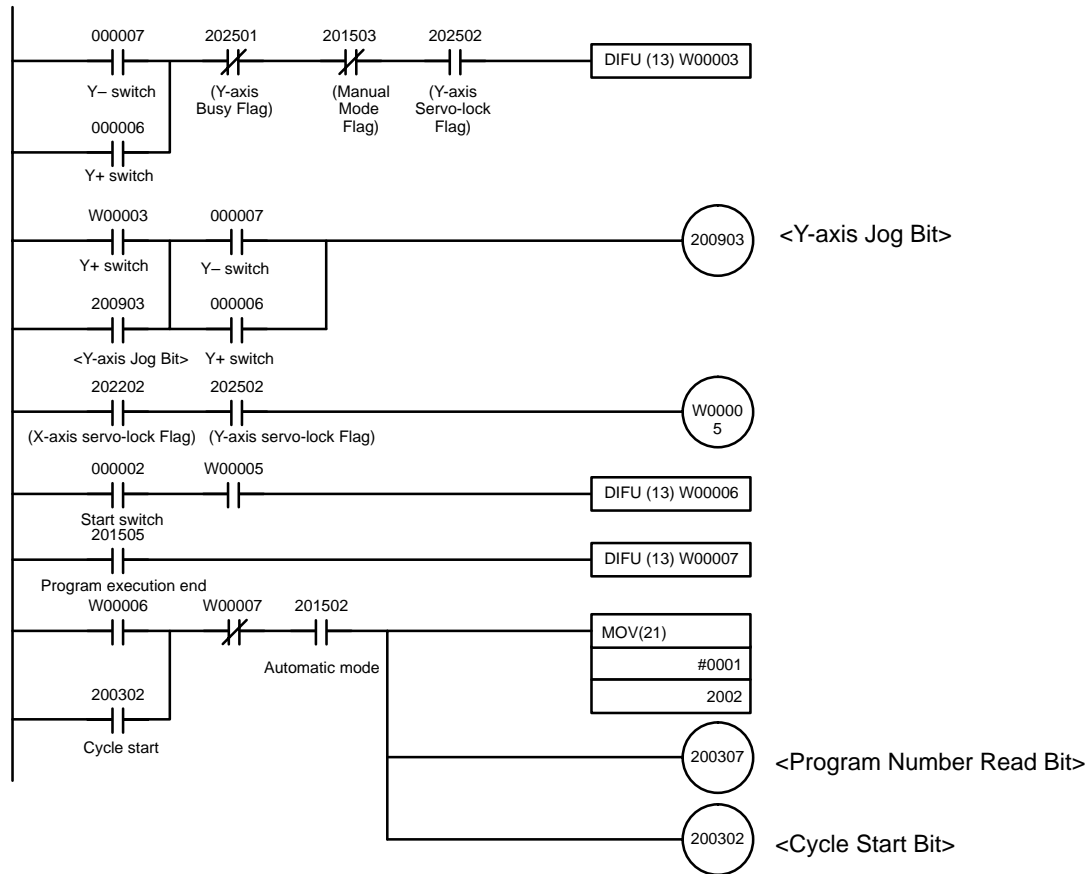 000007 202501 201503 202502
DIFU (13) W00003
Y– switch (Y-axis Busy Flag) (Manual Mode Flag) (Y-axis Servo-lock Flag)
000006
Y+ switch
W00003 000007
200903 <Y-axis Jog Bit>
Y+ switch Y– switch
200903 000006
<Y-axis Jog Bit> Y+ switch
202202 202502
W0000
5
(X-axis servo-lock Flag) (Y-axis servo-lock Flag)
000002 W00005
DIFU (13) W00006
Start switch
201505
DIFU (13) W00007
Program execution end
W00006 W00007 201502
MOV(21)
Automatic mode
#0001
2002
200302
Cycle start
200307 <Program Number Read Bit>
200302 <Cycle Start Bit>